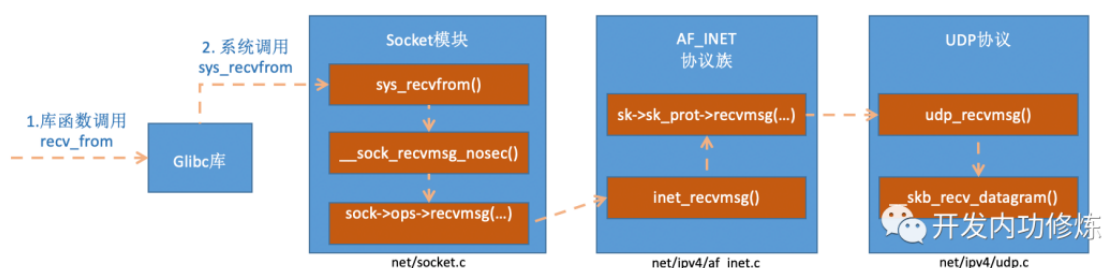 1.库函数调用
recv_from
Glibc库
2. 系统调用
sys_recvfrom
Socket模块
sys_recvfrom()
__sock_recvmsg_nosec()
sock->ops->recvmsg(…)
net/socket.c
AF_INET
协议族
sk->sk_prot->recvmsg(…)
inet_recvmsg()
net/ipv4/af_inet.c
UDP协议
udp_recvmsg()
skb_recv_datagram()
net/ipv4/udp.c
开发内功修炼